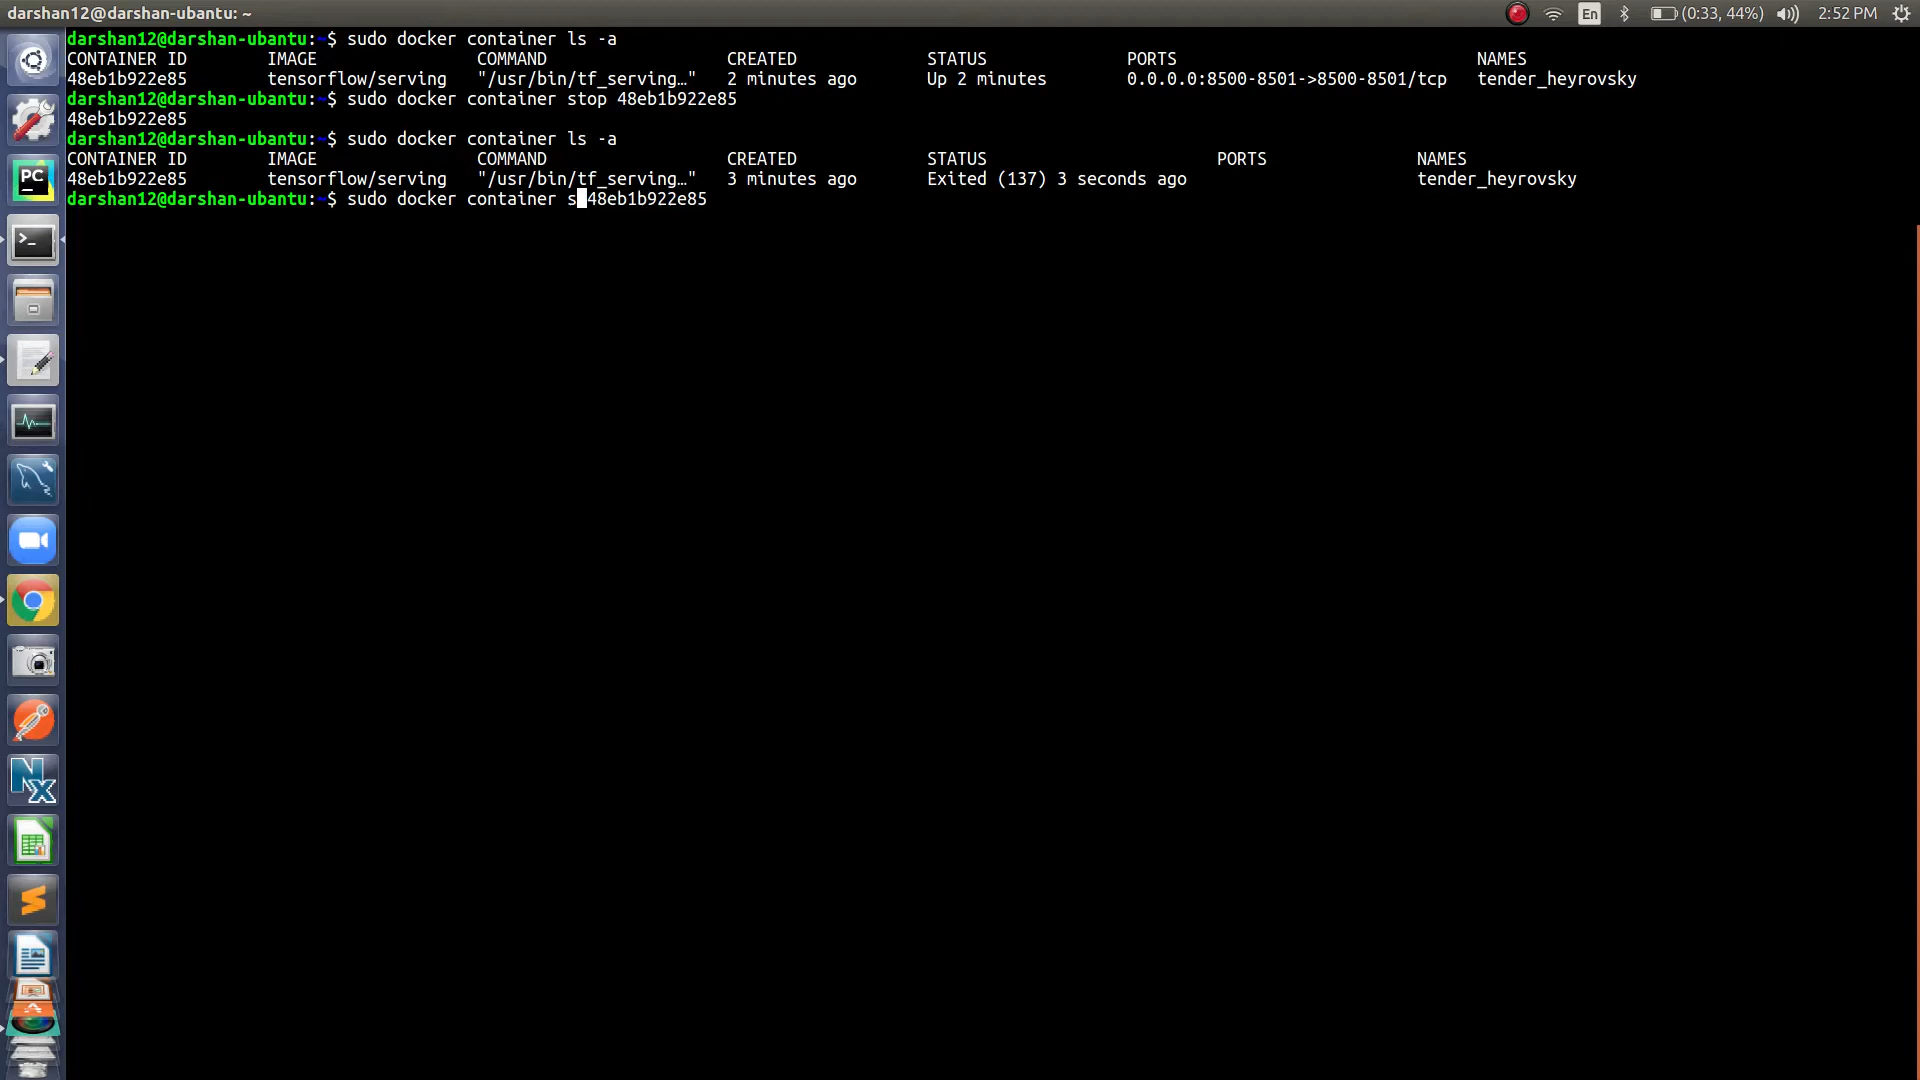 darshan12@darshan-ubantu: ~ En (0:33, 44%) 2:52 PM
darshan12@darshan-ubantu:~$ sudo docker container ls -a
CONTAINER ID IMAGE COMMAND CREATED STATUS PORTS NAMES
48eb1b922e85 tensorflow/serving "/usr/bin/tf_serving…" 2 minutes ago Up 2 minutes 0.0.0.0:8500-8501->8500-8501/tcp tender_heyrovsky
darshan12@darshan-ubantu:~$ sudo docker container stop 48eb1b922e85
48eb1b922e85
darshan12@darshan-ubantu:~$ sudo docker container ls -a
CONTAINER ID IMAGE COMMAND CREATED STATUS PORTS NAMES
48eb1b922e85 tensorflow/serving "/usr/bin/tf_serving…" 3 minutes ago Exited (137) 3 seconds ago tender_heyrovsky
darshan12@darshan-ubantu:~$ sudo docker container s 48eb1b922e85
PC
>_
NX